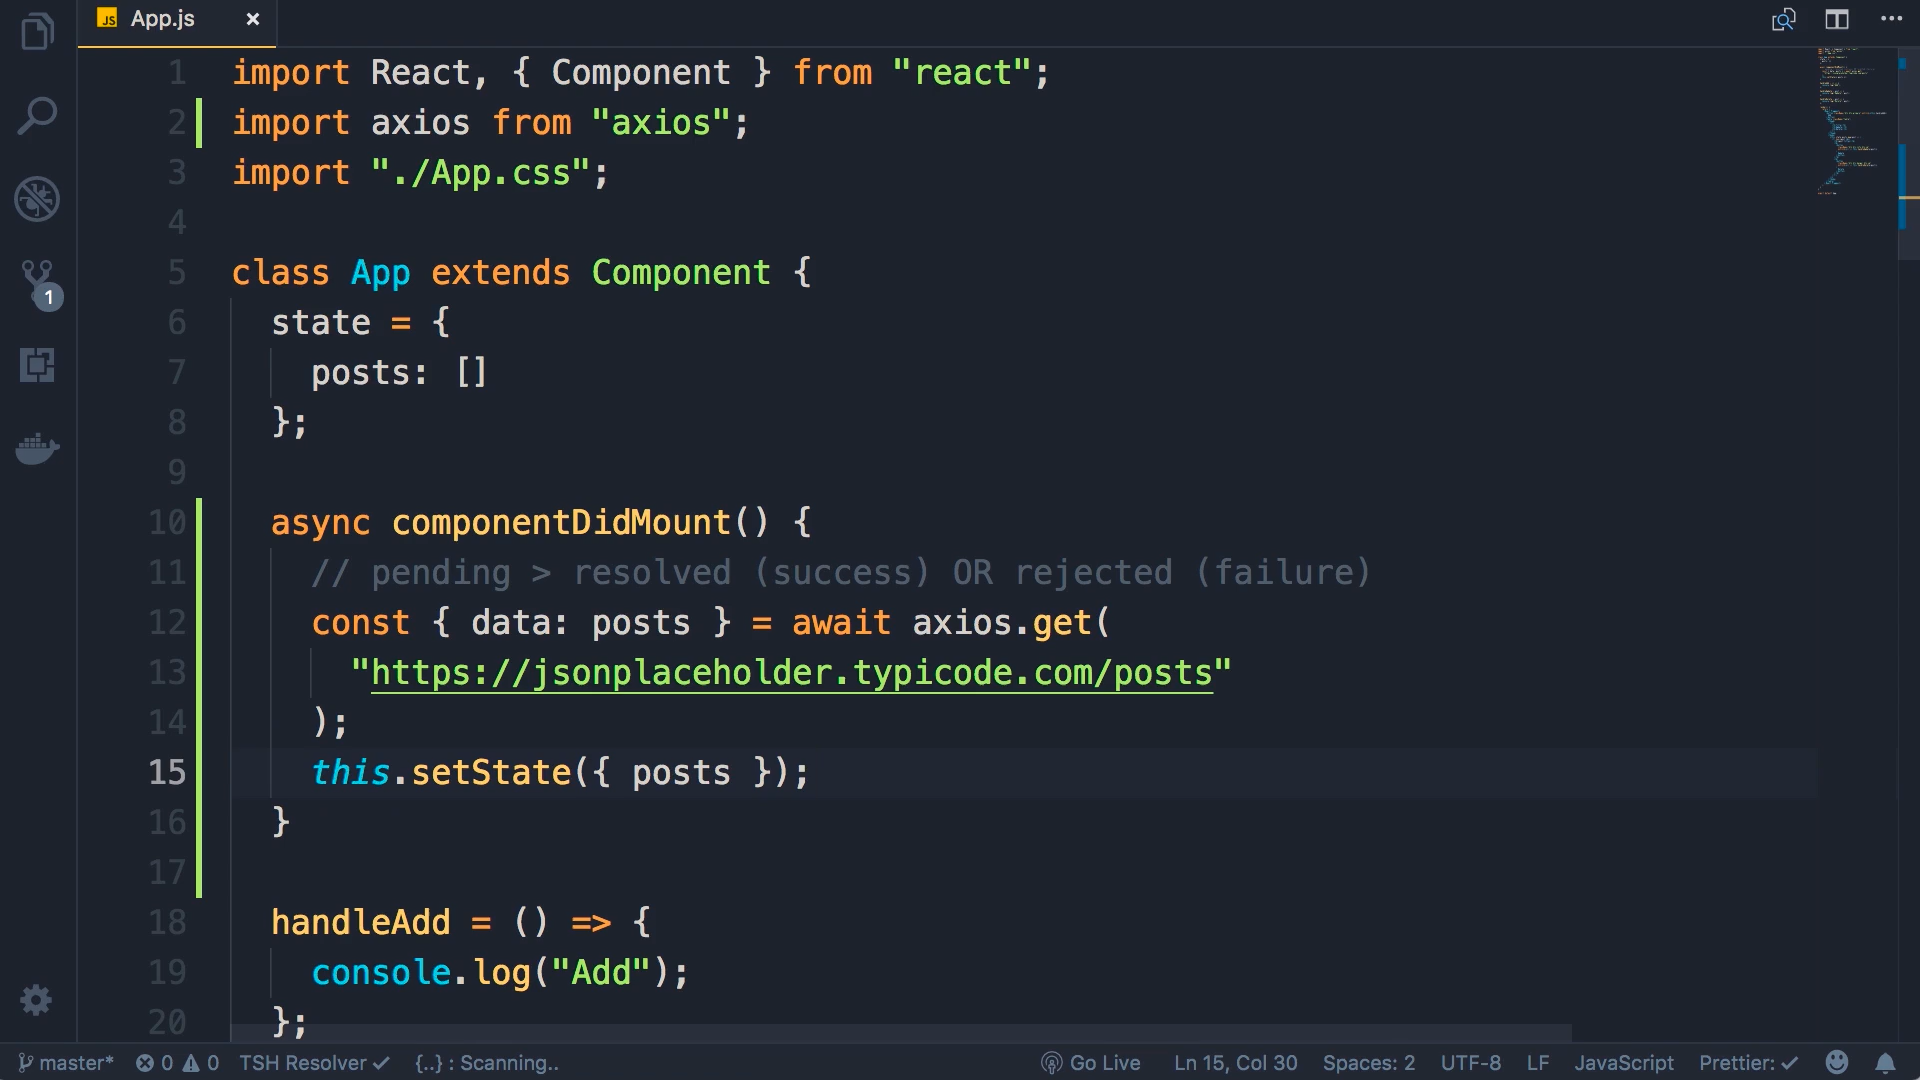 JS App.js ×
1 import React, { Component } from "react";
2 import axios from "axios";
3 import "./App.css";
4
5 class App extends Component {
6 state = {
7 posts: []
8 };
9
10 async componentDidMount() {
11 // pending > resolved (success) OR rejected (failure)
12 const { data: posts } = await axios.get(
13 "https://jsonplaceholder.typicode.com/posts"
14 );
15 this.setState({ posts });
16 }
17
18 handleAdd = () => {
19 console.log("Add");
20 };
1
master* 0 0 TSH Resolver ✓ {..} : Scanning.. Go Live Ln 15, Col 30 Spaces: 2 UTF-8 LF JavaScript Prettier: ✓